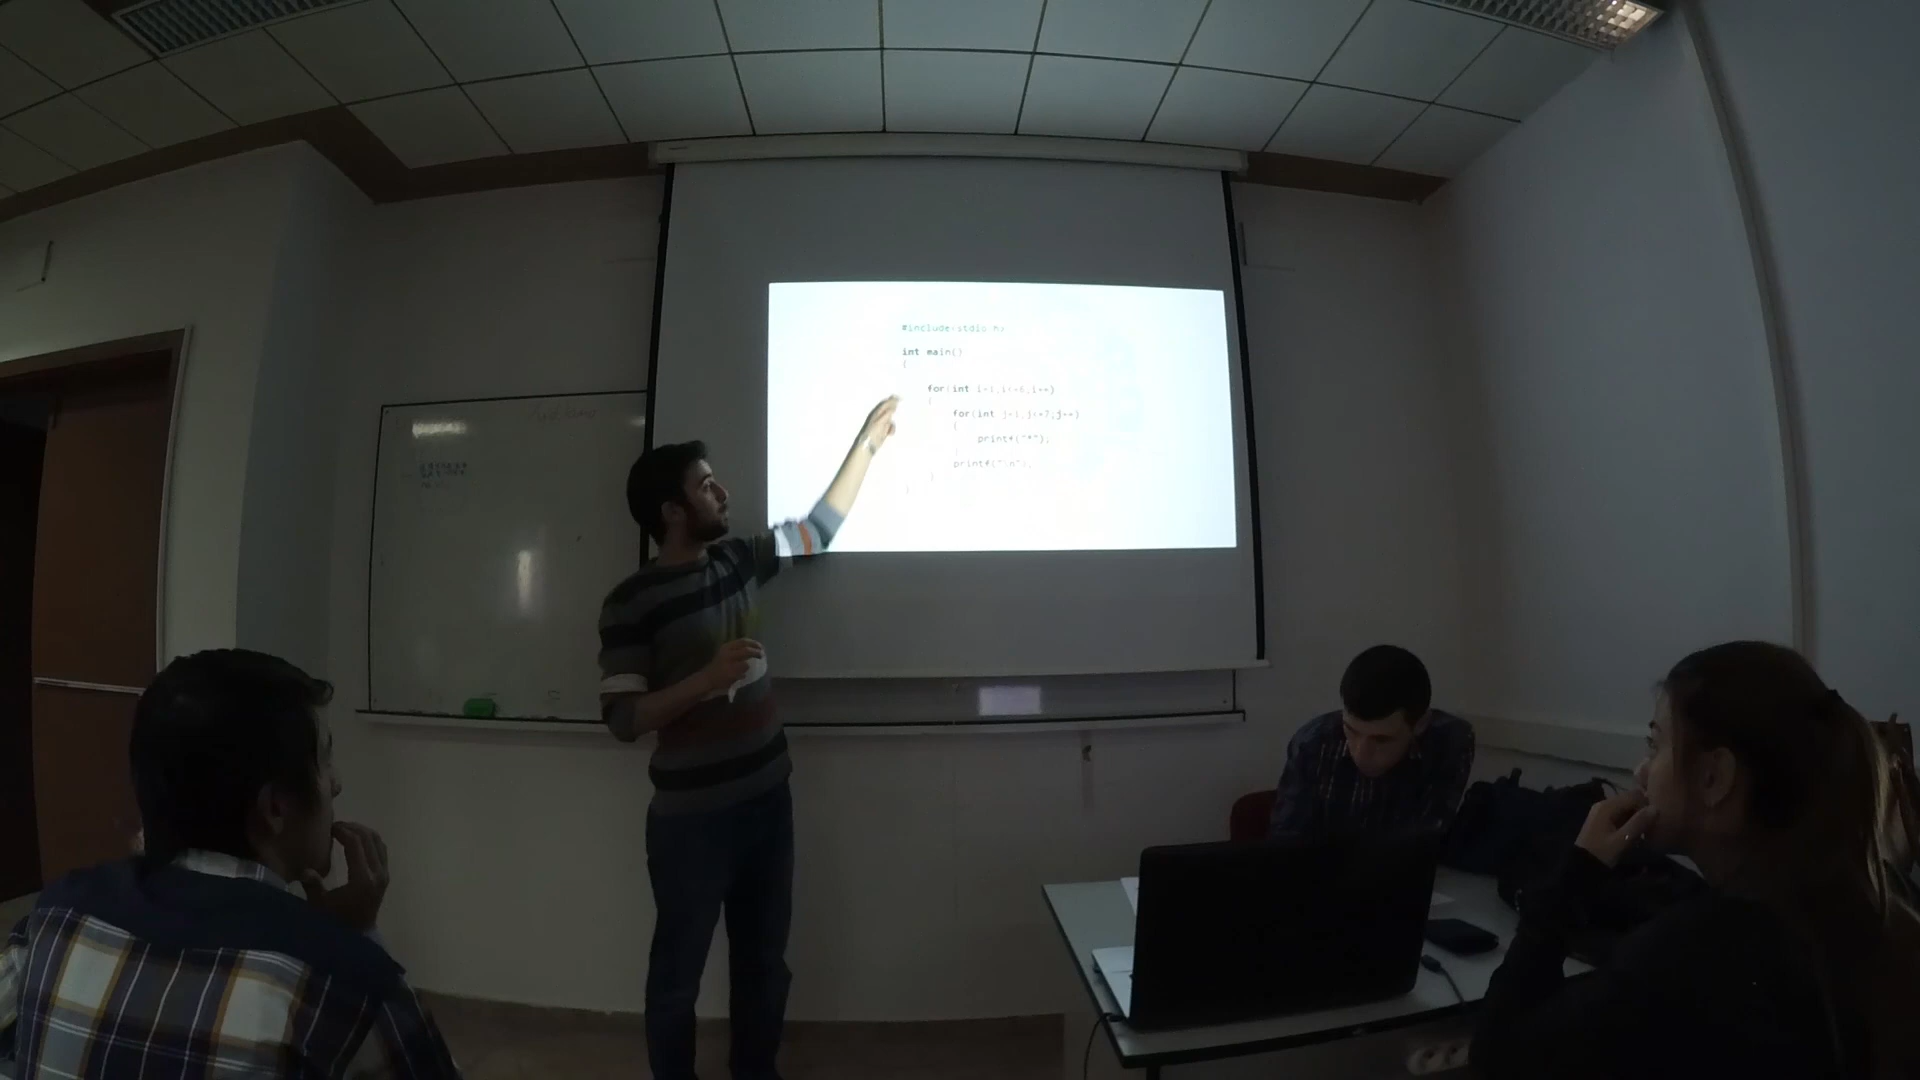 #include<stdio.h>
int main()
{
for(int i=1;i<=6;i++)
{
for(int j=1;j<=7;j++)
{
printf("*");
}
printf("\n");
}
}